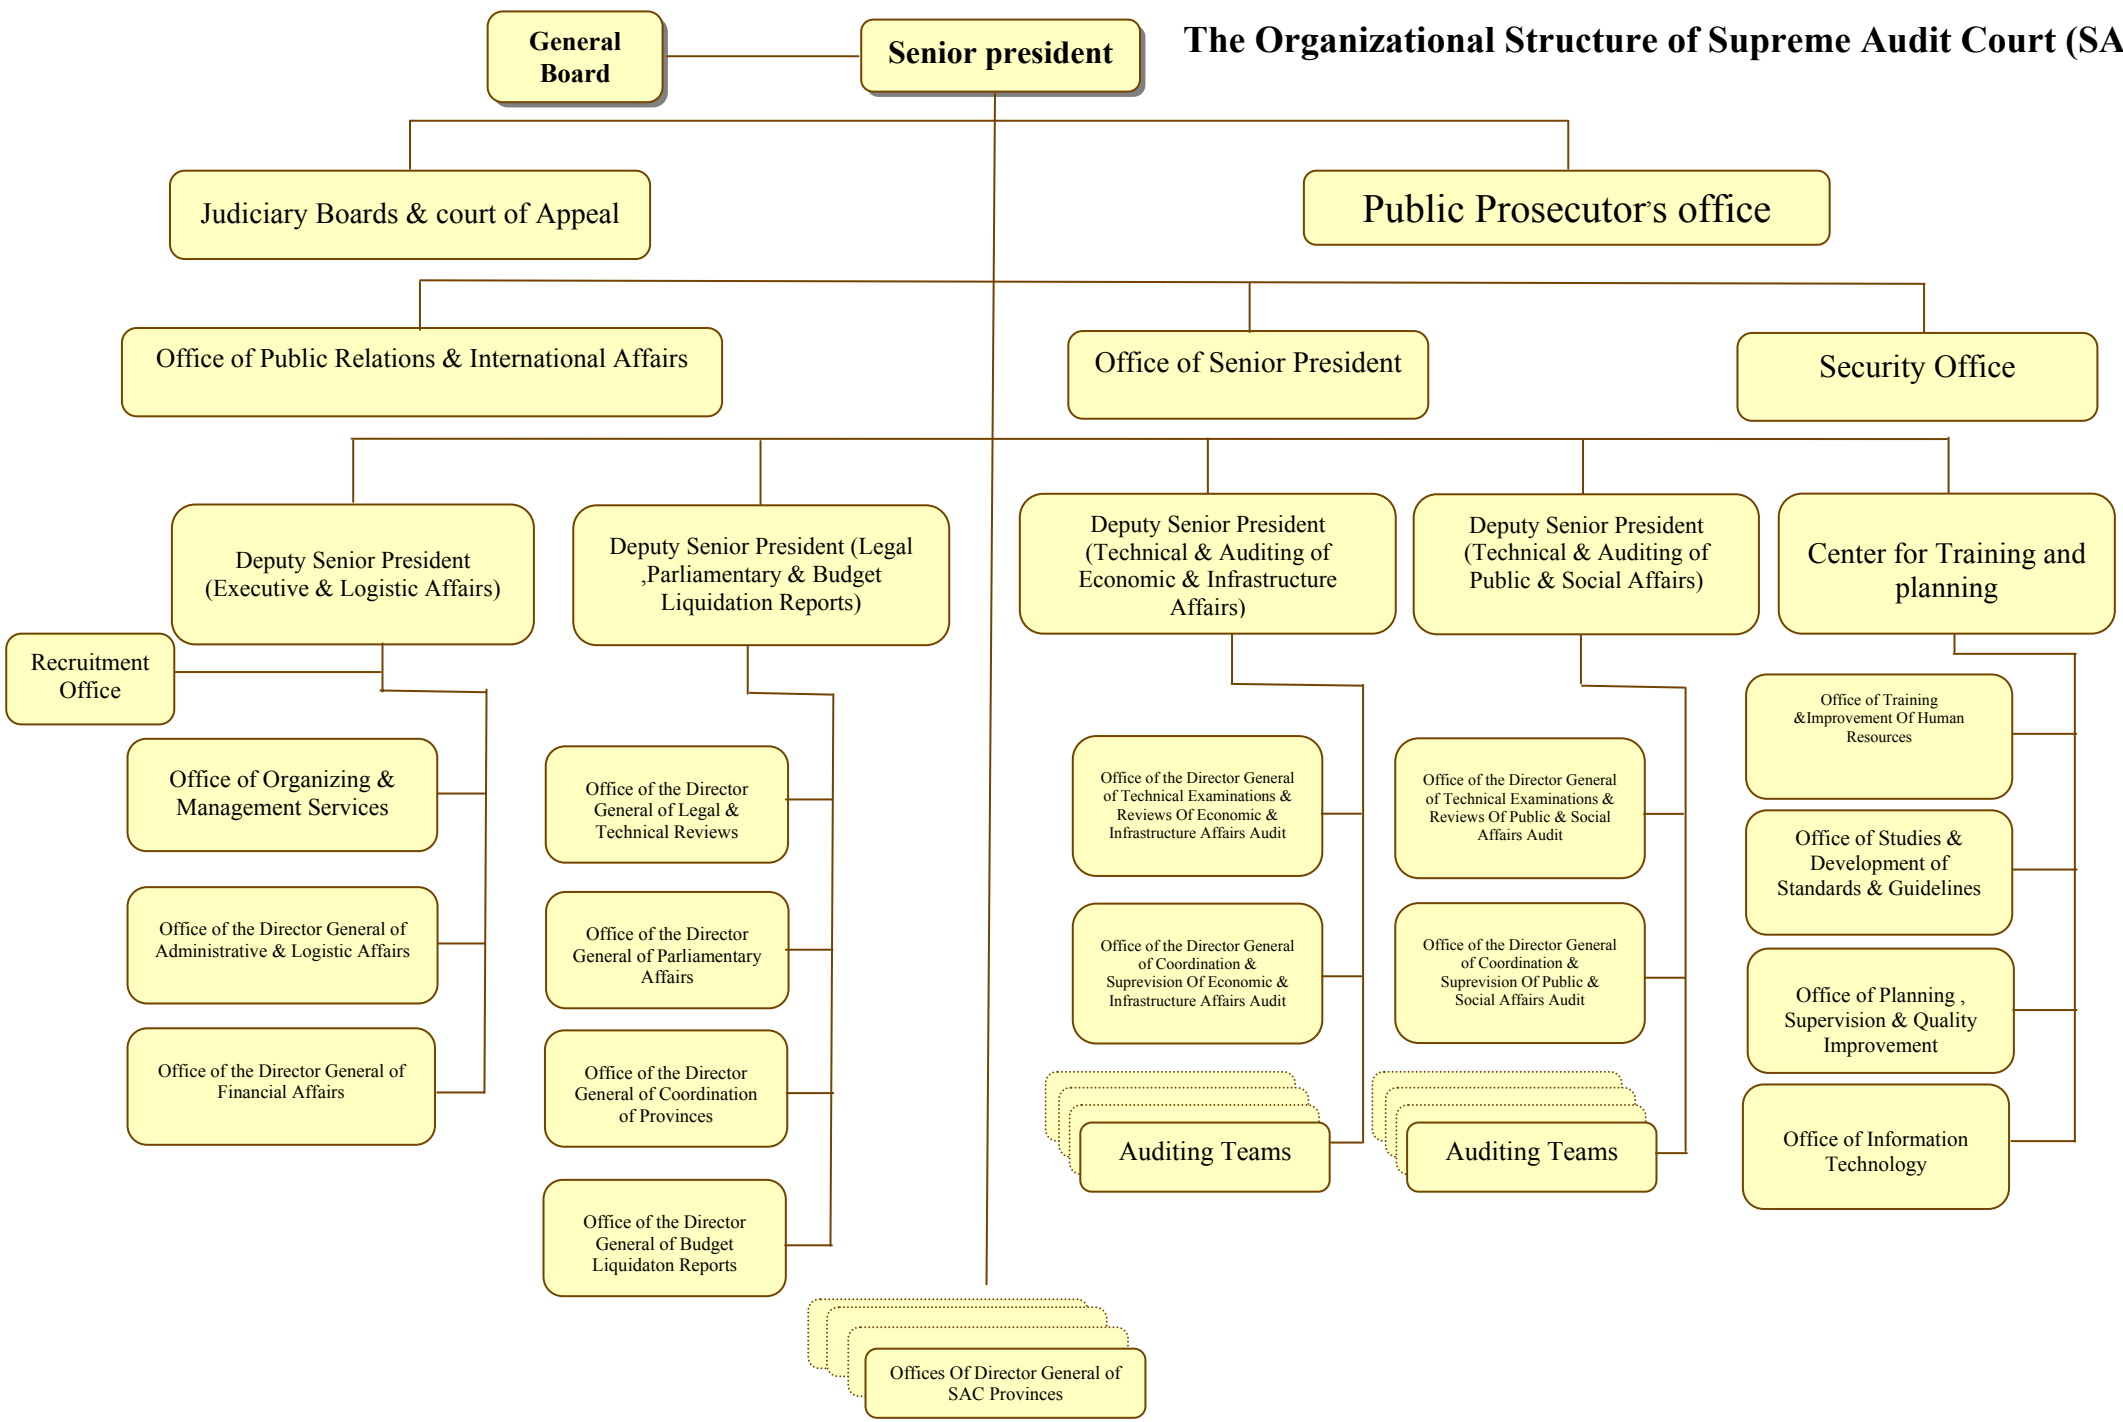 General
Board
Senior president
The Organizational Structure of Supreme Audit Court (SA
Judiciary Boards & court of Appeal
Public Prosecutor's office
Office of Public Relations & International Affairs
Office of Senior President
Security Office
Deputy Senior President
(Executive & Logistic Affairs)
Deputy Senior President (Legal
,Parliamentary & Budget
Liquidation Reports)
Deputy Senior President
(Technical & Auditing of
Economic & Infrastructure
Affairs)
Deputy Senior President
(Technical & Auditing of
Public & Social Affairs)
Center for Training and
planning
Recruitment
Office
Office of Organizing &
Management Services
Office of the Director General of
Administrative & Logistic Affairs
Office of the Director General of
Financial Affairs
Office of the Director
General of Legal &
Technical Reviews
Office of the Director
General of Parliamentary
Affairs
Office of the Director
General of Coordination
of Provinces
Office of the Director
General of Budget
Liquidaton Reports
Office of the Director General
of Technical Examinations &
Reviews Of Economic &
Infrastructure Affairs Audit
Office of the Director General
of Coordination &
Suprevision Of Economic &
Infrastructure Affairs Audit
Auditing Teams
Office of the Director General
of Technical Examinations &
Reviews Of Public & Social
Affairs Audit
Office of the Director General
of Coordination &
Suprevision Of Public &
Social Affairs Audit
Auditing Teams
Office of Training
&Improvement Of Human
Resources
Office of Studies &
Development of
Standards & Guidelines
Office of Planning ,
Supervision & Quality
Improvement
Office of Information
Technology
Offices Of Director General of
SAC Provinces